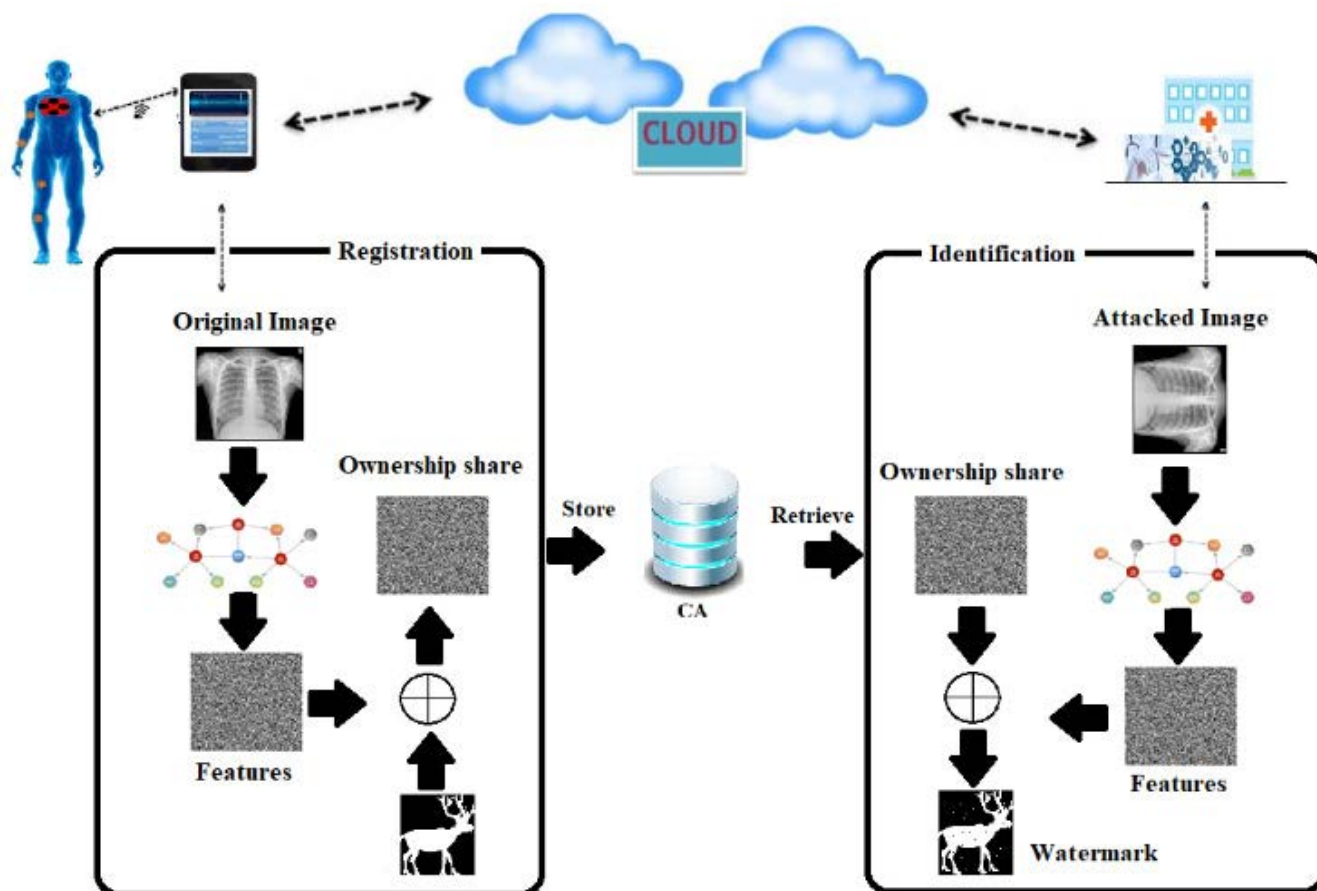 CLOUD
Registration
Identification
Original Image
Attacked Image
Ownership share
Ownership share
Store
Retrieve
CA
Features
Features
Watermark